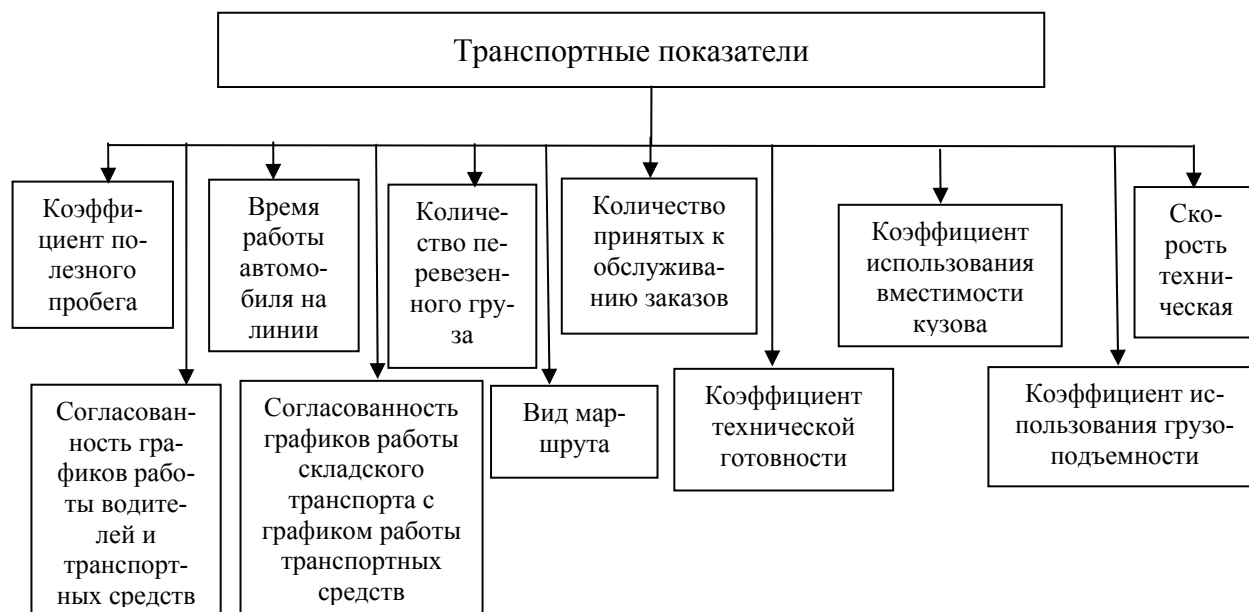 Транспортные показатели
Коэффи-
циент по-
лезного
пробега
Время
работы
автомо-
биля на
линии
Количе-
ство пе-
ревезен-
ного гру-
за
Количество
принятых к
обслужива-
нию заказов
Коэффициент
использования
вместимости
кузова
Ско-
рость
техни-
ческая
Согласован-
ность гра-
фиков рабо-
ты водите-
лей и
транспорт-
ных средств
Согласованность
графиков работы
складского
транспорта с
графиком работы
транспортных
средств
Вид мар-
шрута
Коэффициент
технической
готовности
Коэффициент ис-
пользования грузо-
подъемности